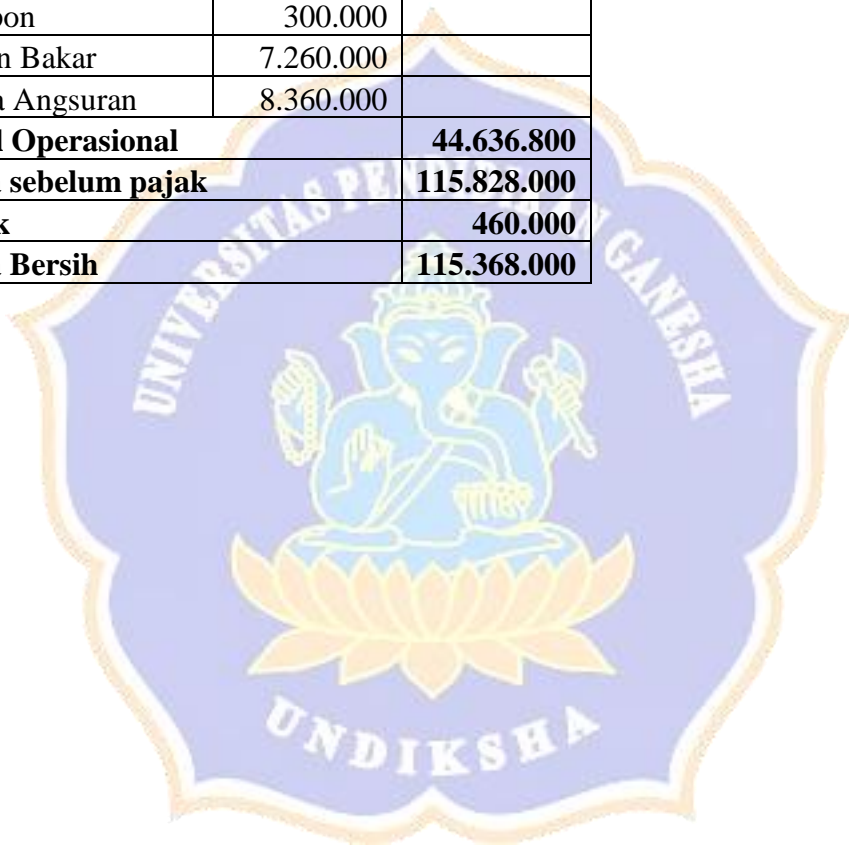 pon 300.000
n Bakar 7.260.000
a Angsuran 8.360.000
l Operasional 44.636.800
a sebelum pajak 115.828.000
k 460.000
a Bersih 115.368.000
UNIVERSITAS PENDIDIKAN GANESHA
UNDIKSHA